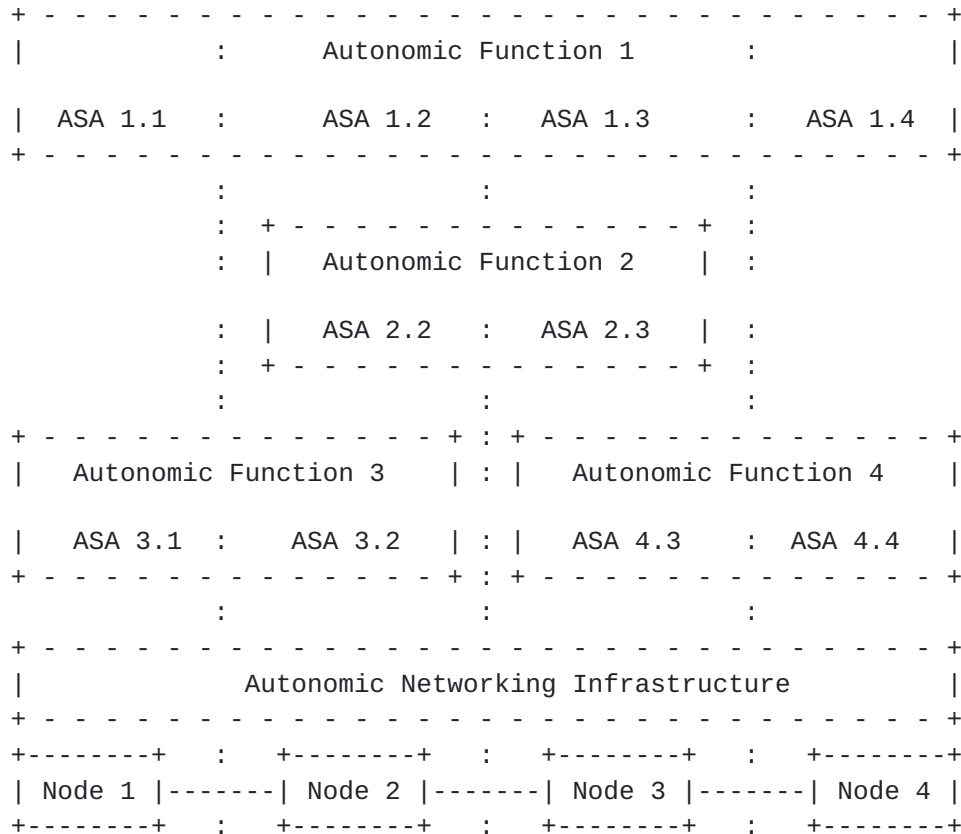 Autonomic Function 1
ASA 1.1 : ASA 1.2 : ASA 1.3 : ASA 1.4
Autonomic Function 2
ASA 2.2 : ASA 2.3
Autonomic Function 3 Autonomic Function 4
ASA 3.1 : ASA 3.2 ASA 4.3 : ASA 4.4
Autonomic Networking Infrastructure
Node 1 Node 2 Node 3 Node 4